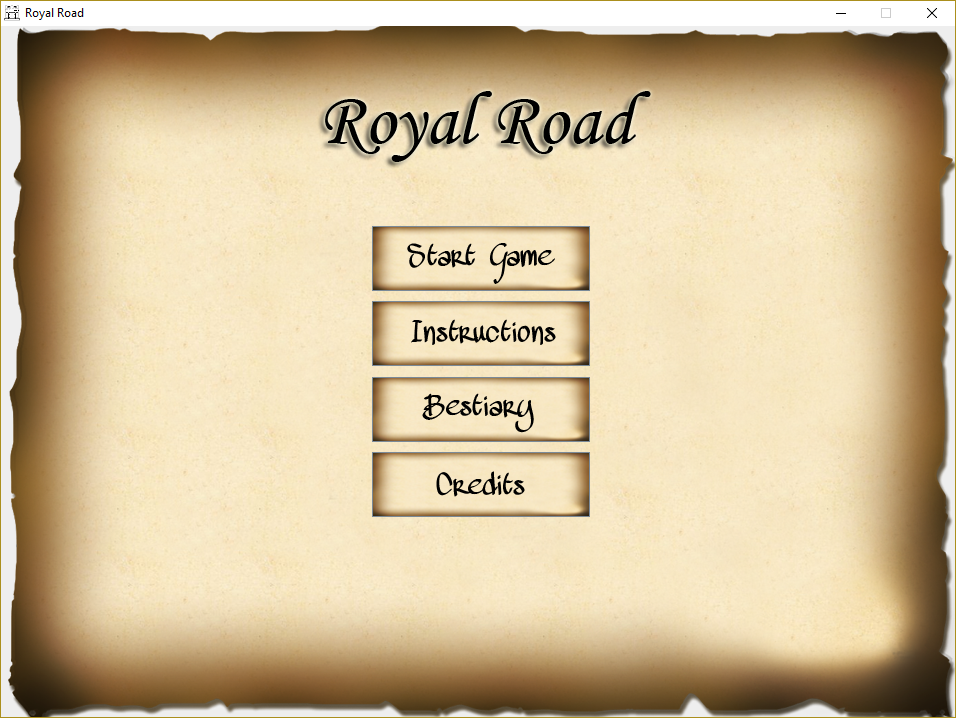 Royal Road
Royal Road
Start Game
Instructions
Bestiary
Credits